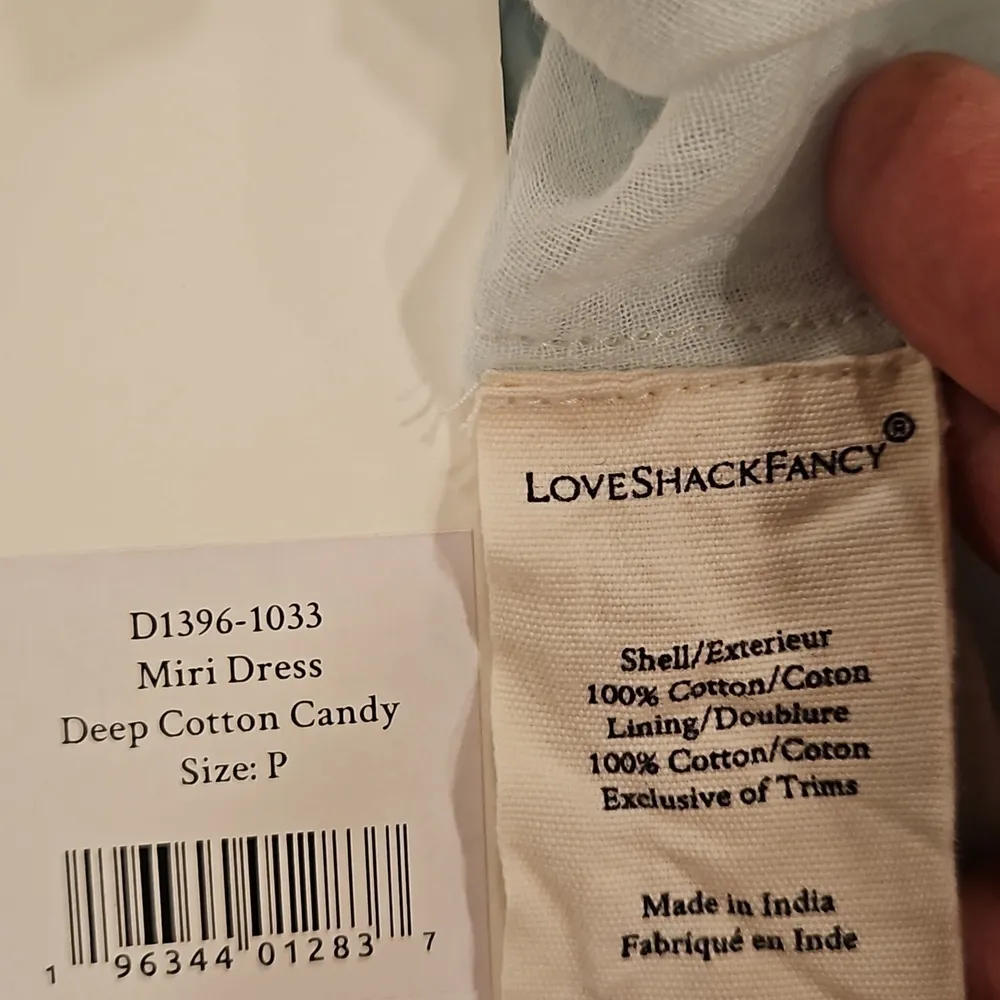 D1396-1033
Miri Dress
Deep Cotton Candy
Size: P
1 96344 01283 7
LOVESHACKFANCY®
Shell/Exterieur
100% Cotton/Coton
Lining/Doublure
100% Cotton/Coton
Exclusive of Trims
Made in India
Fabriqué en Inde